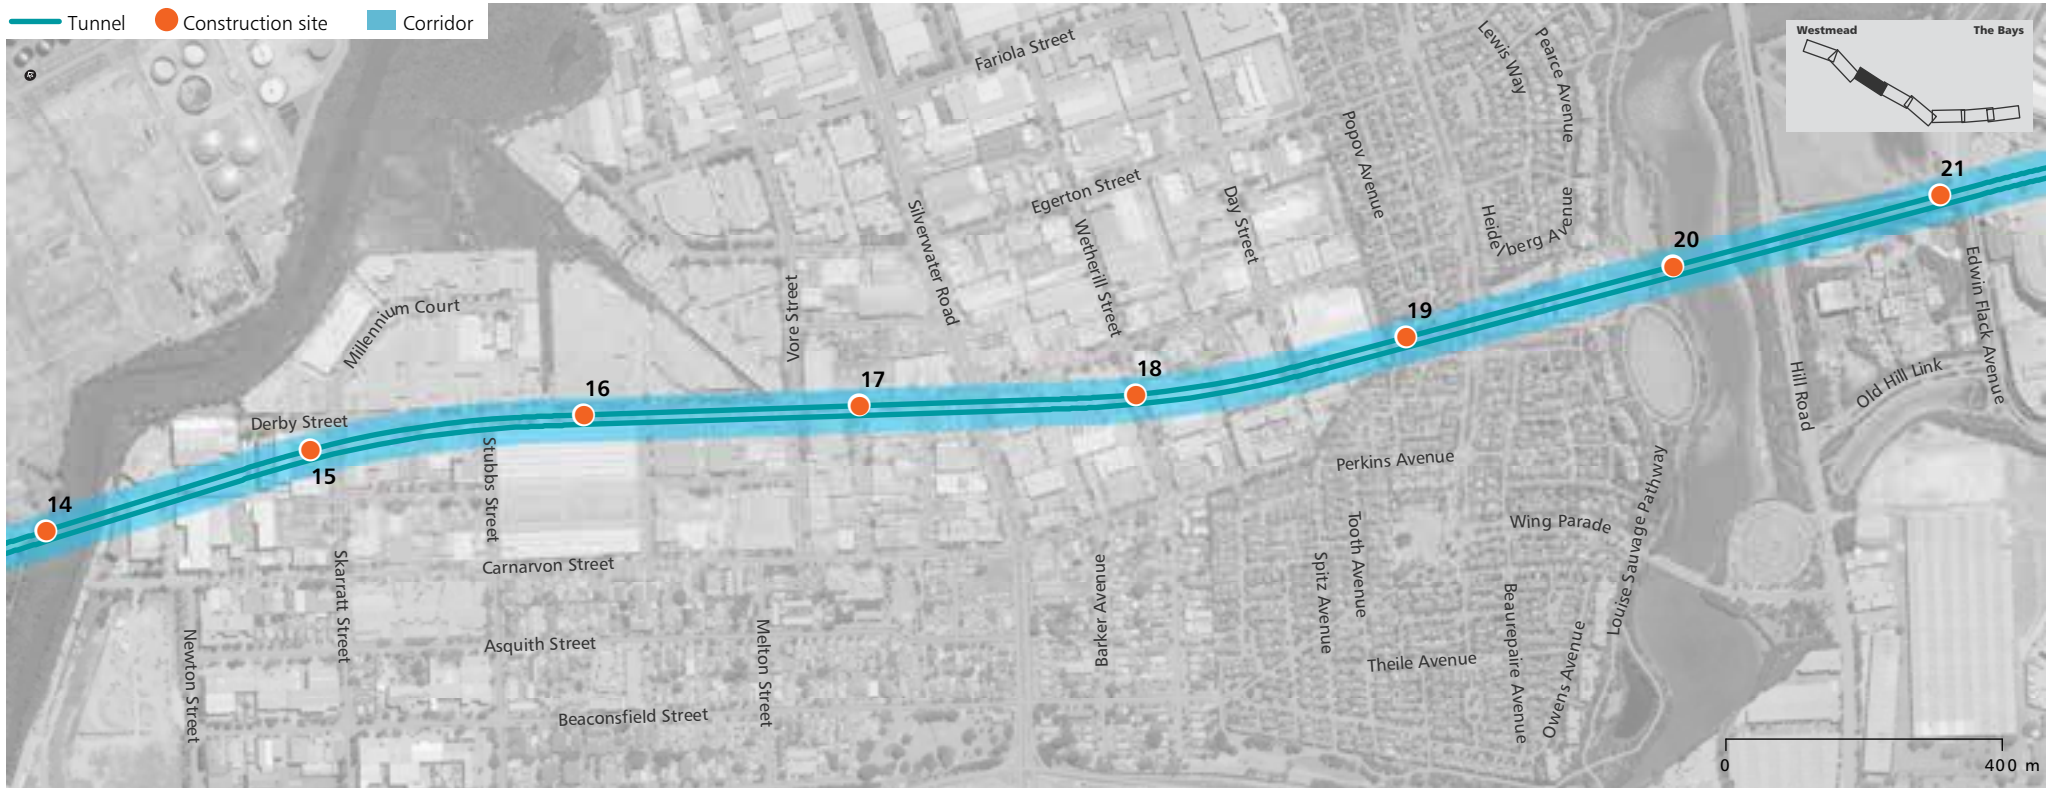 Tunnel
Construction site
Corridor
Westmead
The Bays
Fariola Street
Lewis Way
Pearce Avenue
Popov Avenue
Egerton Street
Silverwater Road
Wetherill Street
Day Street
Heidelberg Avenue
enue
21
20
19
18
17
16
15
14
Millennium Court
Vore Street
Derby Street
Stubbs Street
Edwin Flack Avenue
Hill Road
Old Hill Link
Perkins Avenue
Louise Sauvage Pathway
Wing Parade
Tooth Avenue
Spitz Avenue
Barker Avenue
Carnarvon Street
Skarratt Street
Newton Street
Asquith Street
Melton Street
Beaconsfield Street
Theile Avenue
Beaurepaire Avenue
Owens Avenue
0
400 m